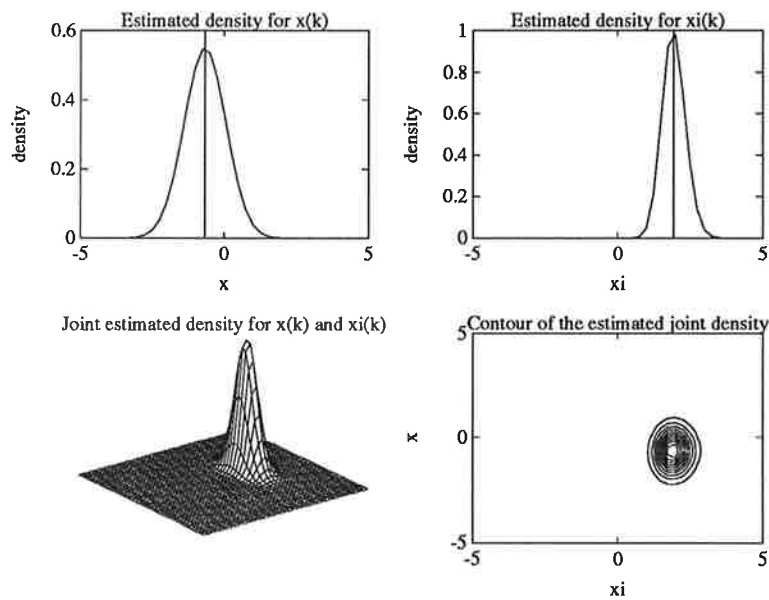 Estimated density for x(k)
0.6
0.4
0.2
0
density
-5
0
5
x
Estimated density for xi(k)
1
0.8
0.6
0.4
0.2
0
density
-5
0
5
xi
Joint estimated density for x(k) and xi(k)
Contour of the estimated joint density
5
0
-5
x
-5
0
5
xi